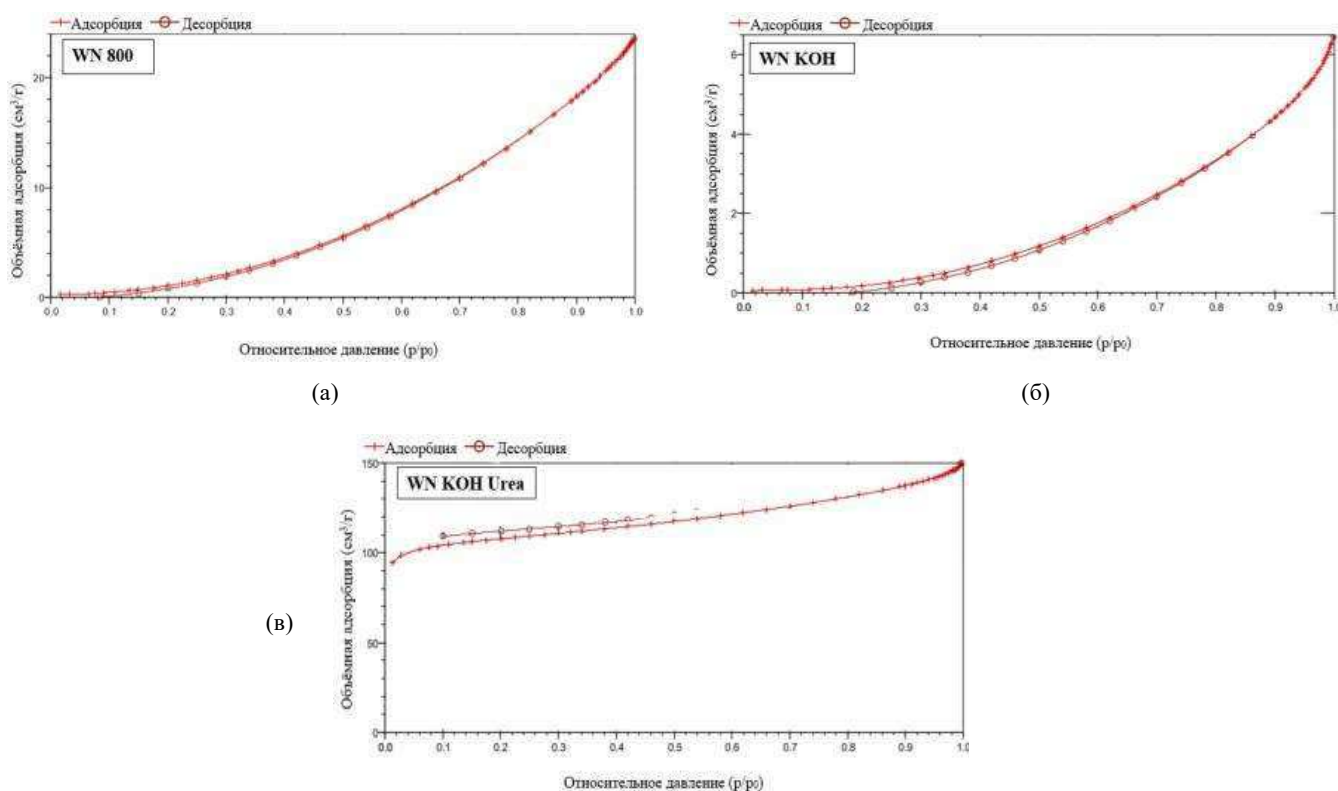 Адсорбция Десорбция
WN 800
Объёмная адсорбция (см³/г)
20
10
0
0.0 0.1 0.2 0.3 0.4 0.5 0.6 0.7 0.8 0.9 1.0
Относительное давление (p/p₀)
(а)
Адсорбция Десорбция
WN KOH
Объёмная адсорбция (см³/г)
6
4
2
0
0.0 0.1 0.2 0.3 0.4 0.5 0.6 0.7 0.8 0.9 1.0
Относительное давление (p/p₀)
(б)
Адсорбция Десорбция
WN KOH Urea
Объёмная адсорбция (см³/г)
150
100
50
0
0.0 0.1 0.2 0.3 0.4 0.5 0.6 0.7 0.8 0.9 1.0
Относительное давление (p/p₀)
(в)